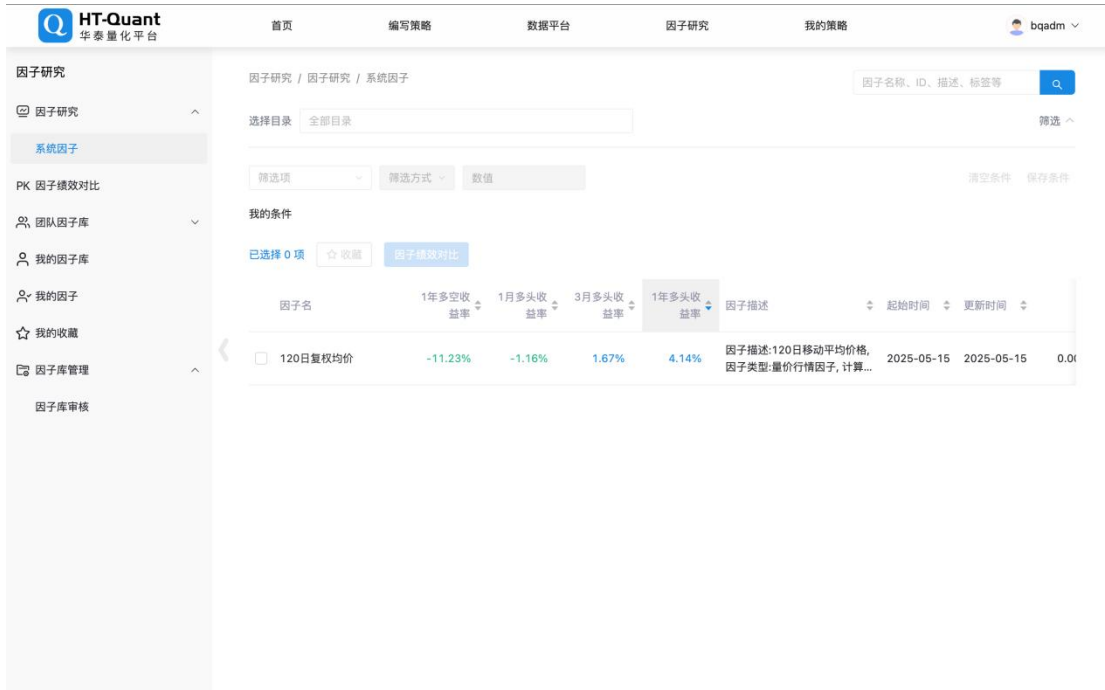 HT-Quant
华泰量化平台
首页
编写策略
数据平台
因子研究
我的策略
bqadm
因子研究
因子研究
系统因子
PK 因子绩效对比
团队因子库
我的因子库
我的因子
我的收藏
因子库管理
因子库审核
因子研究 / 因子研究 / 系统因子
因子名称、ID、描述、标签等
选择目录
全部目录
筛选
筛选项
筛选方式
数值
清空条件
保存条件
我的条件
已选择 0 项
收藏
因子绩效对比
因子名
1年多空收
益率
1月多头收
益率
3月多头收
益率
1年多头收
益率
因子描述
起始时间
更新时间
120日复权均价
-11.23%
-1.16%
1.67%
4.14%
因子描述:120日移动平均价格,
因子类型:量价行情因子, 计算...
2025-05-15
2025-05-15